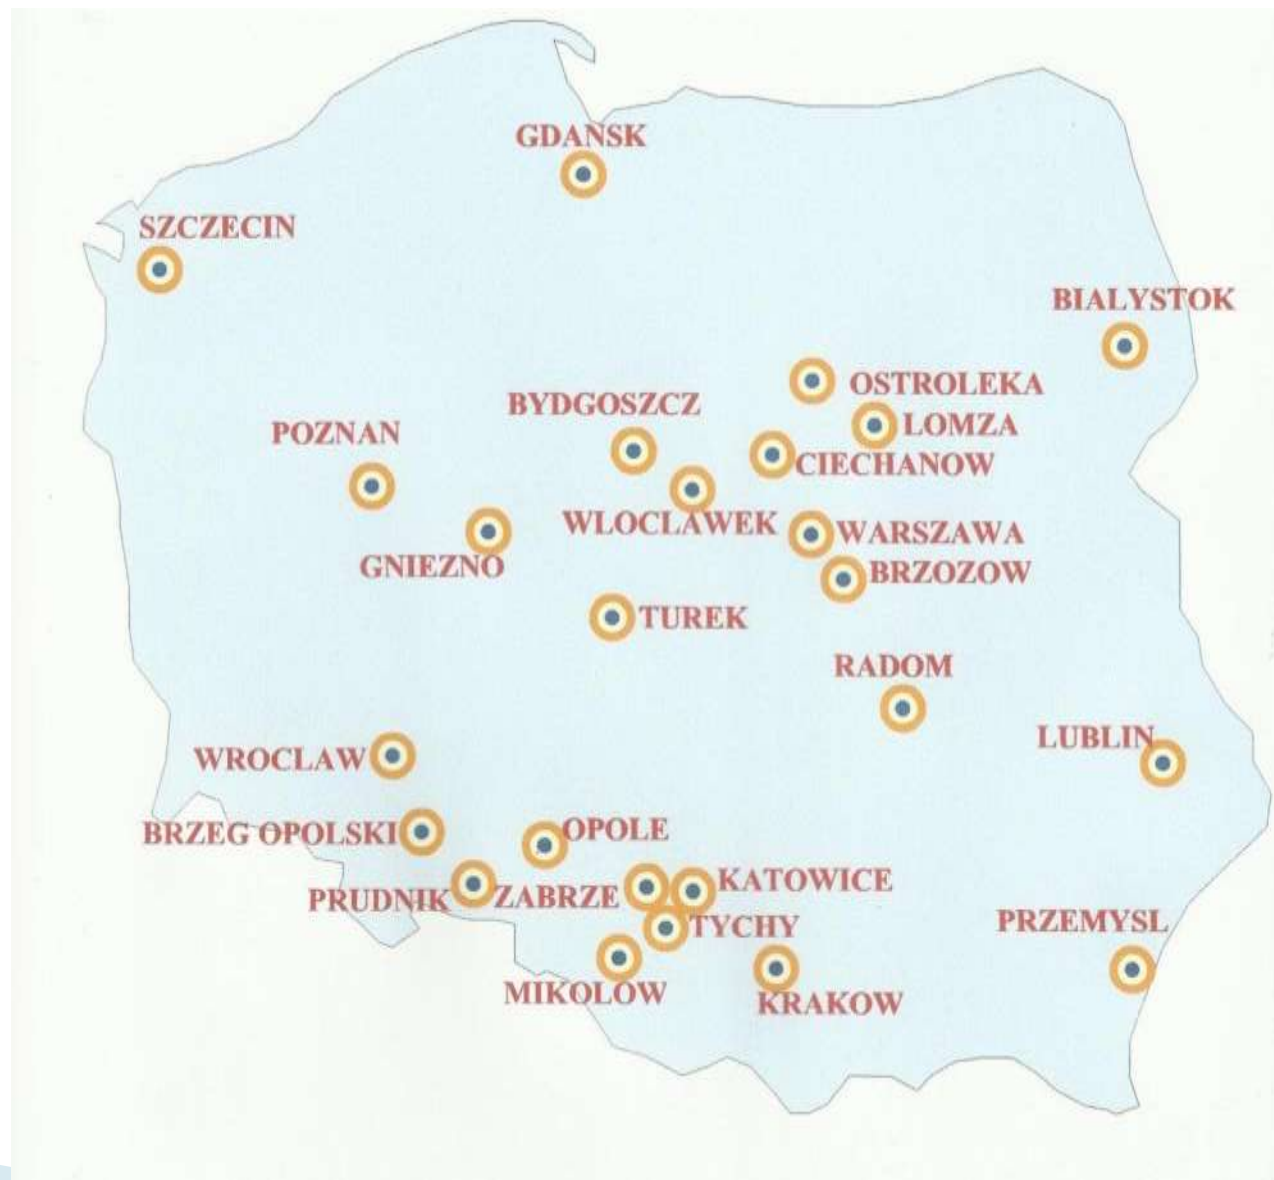 GDANSK
SZCZECIN
BIALYSTOK
OSTROLEKA
BYDGOSZCZ
LOMZA
POZNAN
CIECHANOW
WLOCLAWEK
WARSZAWA
GNIEZNO
BRZOZOW
TUREK
RADOM
LUBLIN
WROCLAW
BRZEG OPOLSKI
OPOLE
KATOWICE
ZABRZE
PRUDNIK
PRZEMYSL
TYCHY
MIKOLOW
KRAKOW